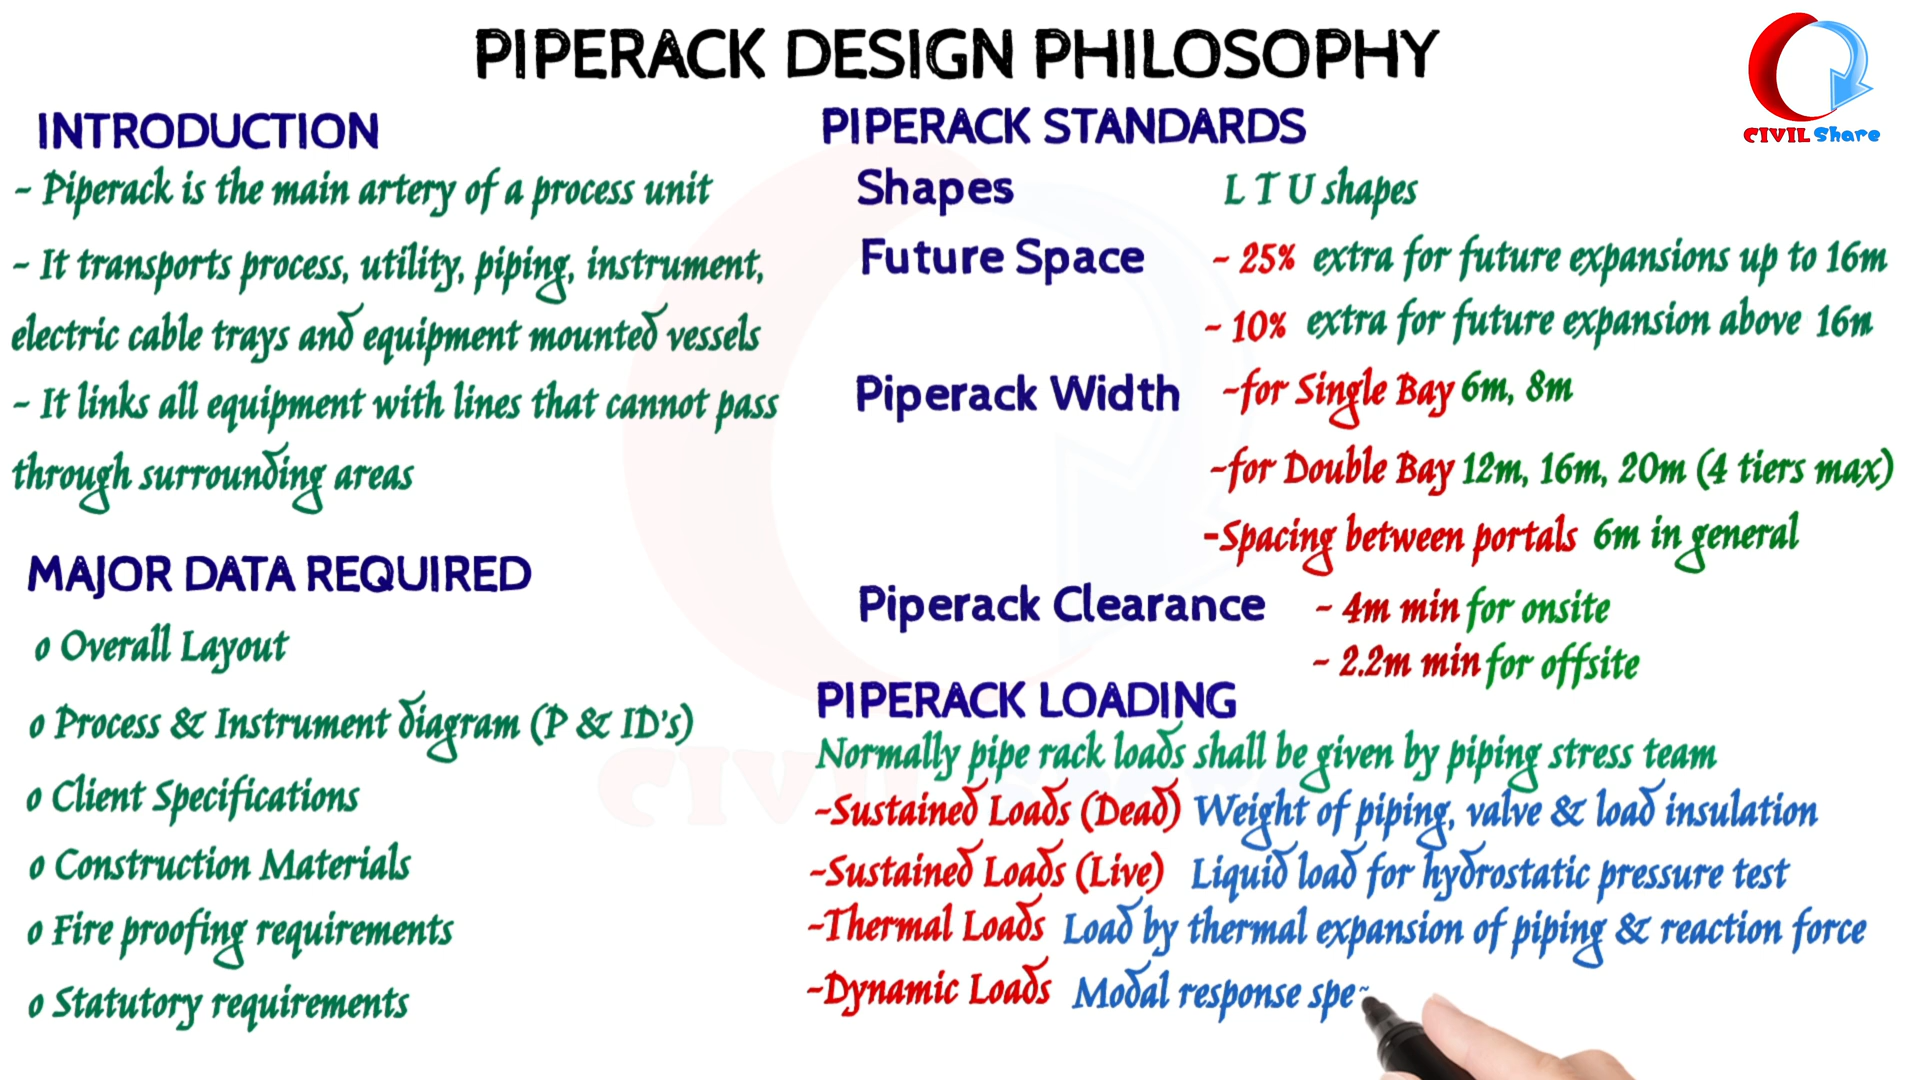 PIPERACK DESIGN PHILOSOPHY
CIVIL Share
INTRODUCTION
- Piperack is the main artery of a process unit
- It transports process, utility, piping, instrument,
electric cable trays and equipment mounted vessels
- It links all equipment with lines that cannot pass
through surrounding areas
MAJOR DATA REQUIRED
o Overall Layout
o Process & Instrument diagram (P & ID's)
o Client Specifications
o Construction Materials
o Fire proofing requirements
o Statutory requirements
PIPERACK STANDARDS
Shapes L T U shapes
Future Space - 25% extra for future expansions up to 16m
- 10% extra for future expansion above 16m
Piperack Width -for Single Bay 6m, 8m
-for Double Bay 12m, 16m, 20m (4 tiers max)
-Spacing between portals 6m in general
Piperack Clearance - 4m min for onsite
- 2.2m min for offsite
PIPERACK LOADING
Normally pipe rack loads shall be given by piping stress team
-Sustained Loads (Dead) Weight of piping, valve & load insulation
-Sustained Loads (Live) Liquid load for hydrostatic pressure test
-Thermal Loads Load by thermal expansion of piping & reaction force
-Dynamic Loads Modal response spe
CIVIL Share